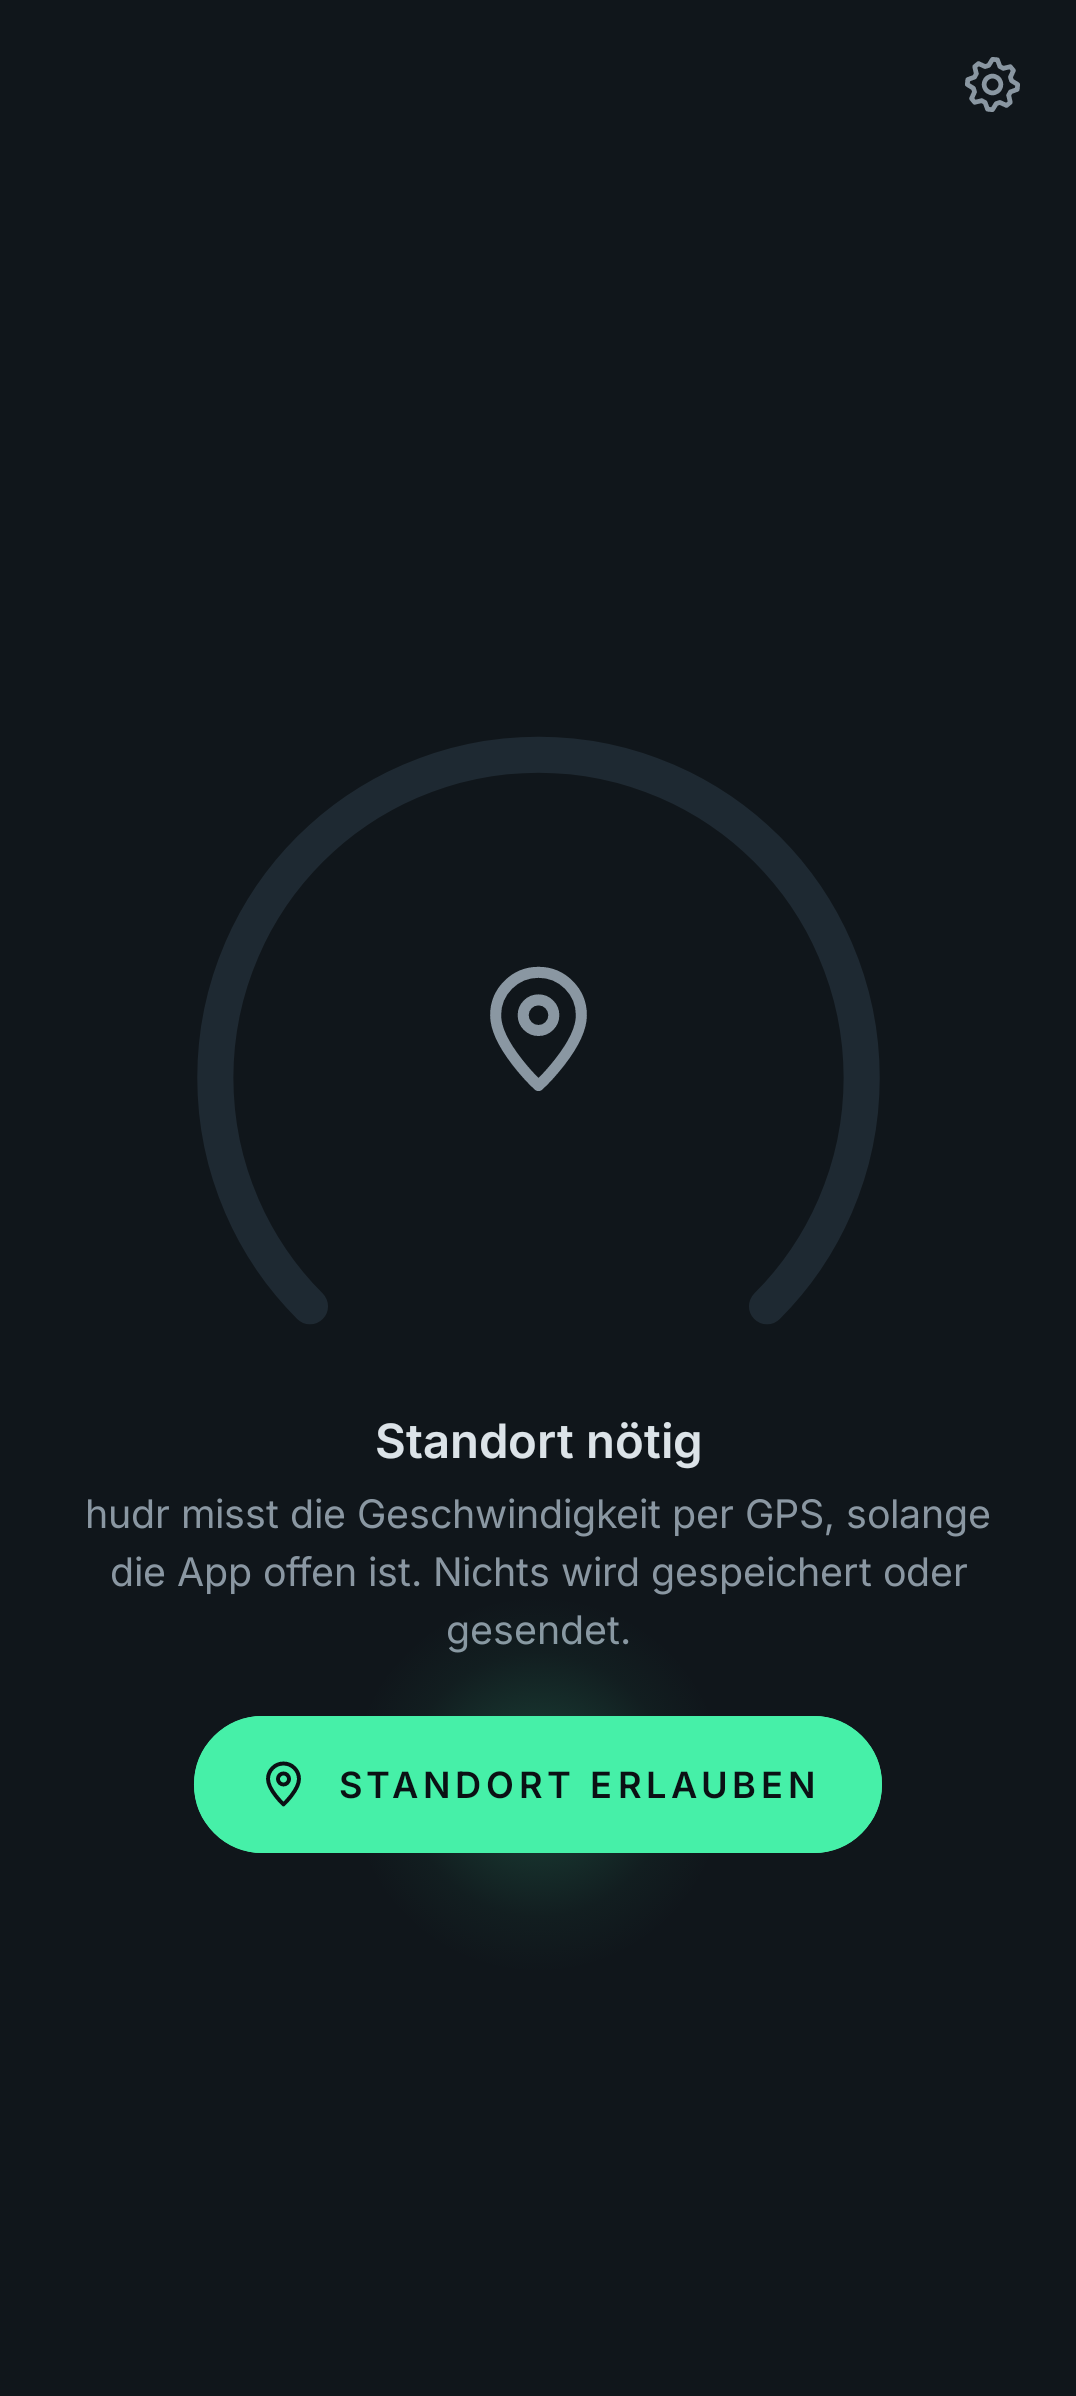 Standort nötig
hudr misst die Geschwindigkeit per GPS, solange
die App offen ist. Nichts wird gespeichert oder
gesendet.
STANDORT ERLAUBEN